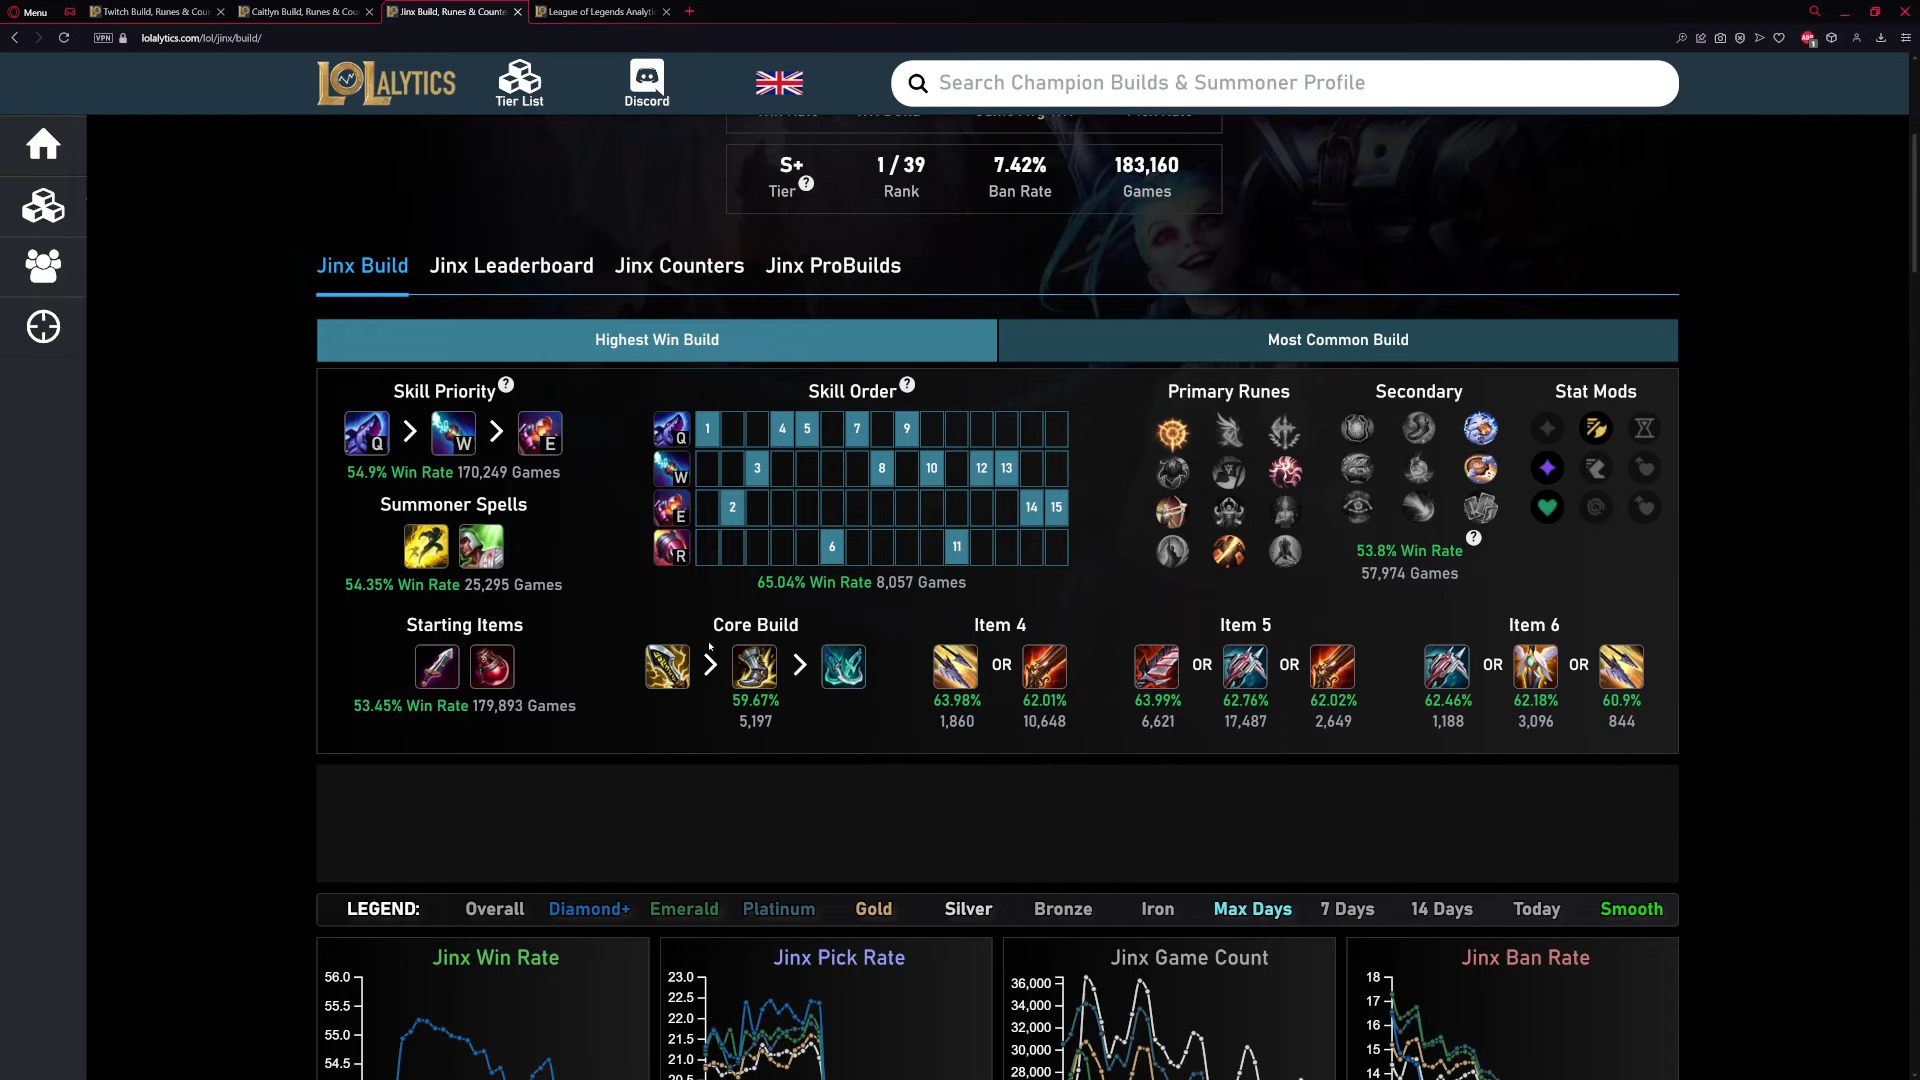 Menu
Twitch Build, Runes & Cou
Caitlyn Build, Runes & Cou
Jinx Build, Runes & Counte
League of Legends Analytic
VPN
lolalytics.com/lol/jinx/build/
1
LOLALYTICS
Tier List
Discord
Search Champion Builds & Summoner Profile
S+
1 / 39
7.42%
183,160
Tier ?
Rank
Ban Rate
Games
Jinx Build
Jinx Leaderboard
Jinx Counters
Jinx ProBuilds
Highest Win Build
Most Common Build
Skill Priority ?
Skill Order ?
Primary Runes
Secondary
Stat Mods
Q
W
E
54.9% Win Rate 170,249 Games
Q 1 4 5 7 9
W 3 8 10 12 13
E 2 14 15
R 6 11
65.04% Win Rate 8,057 Games
Summoner Spells
54.35% Win Rate 25,295 Games
?
53.8% Win Rate
57,974 Games
Starting Items
53.45% Win Rate 179,893 Games
Core Build
59.67%
5,197
Item 4
OR
63.98% 62.01%
1,860 10,648
Item 5
OR OR
63.99% 62.76% 62.02%
6,621 17,487 2,649
Item 6
OR OR
62.46% 62.18% 60.9%
1,188 3,096 844
LEGEND: Overall Diamond+ Emerald Platinum Gold Silver Bronze Iron Max Days 7 Days 14 Days Today Smooth
Jinx Win Rate
56.0
55.5
55.0
54.5
Jinx Pick Rate
23.0
22.5
22.0
21.5
21.0
20.5
Jinx Game Count
36,000
34,000
32,000
30,000
28,000
Jinx Ban Rate
18
17
16
15
14